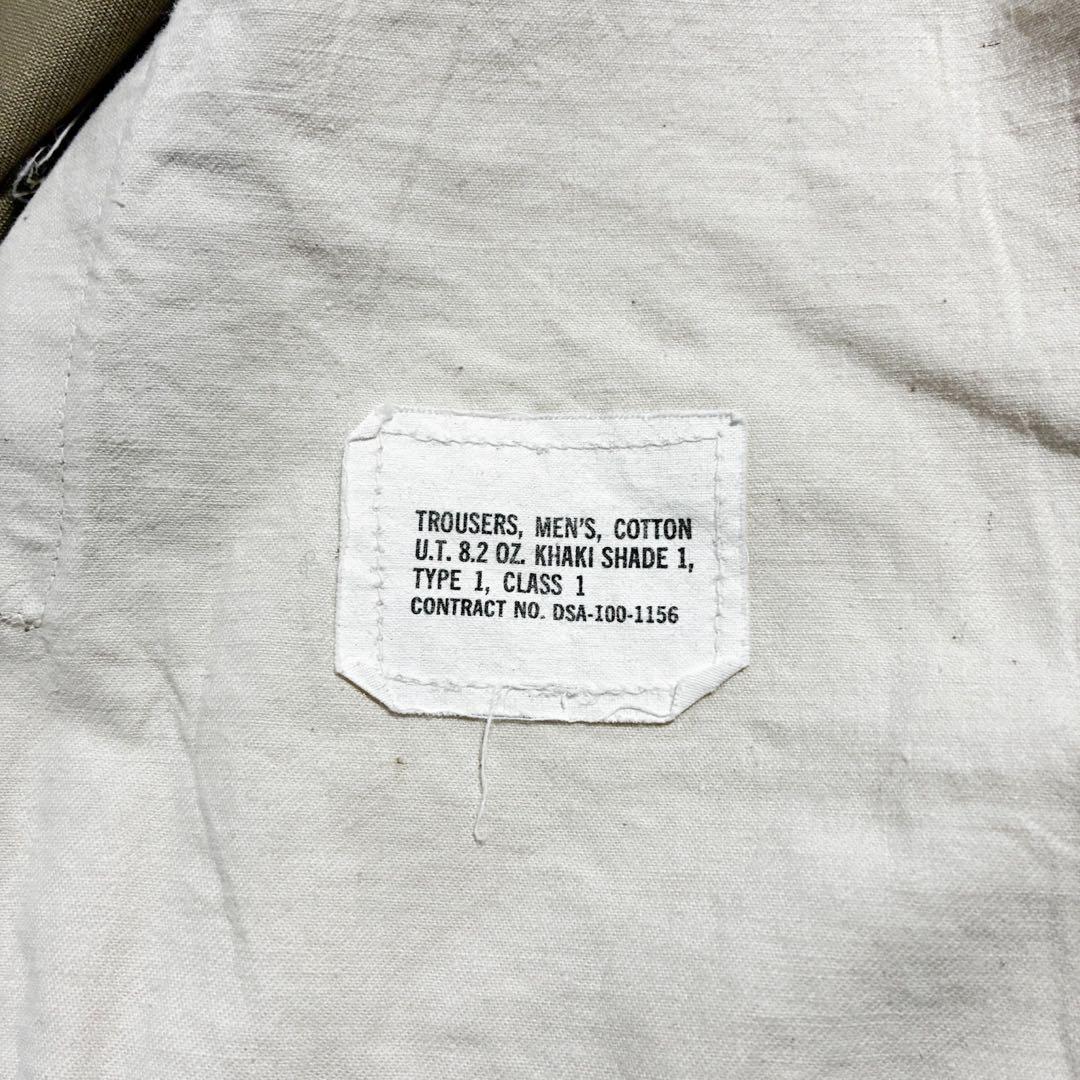 TROUSERS, MEN'S, COTTON
U.T. 8.2 OZ. KHAKI SHADE 1,
TYPE 1, CLASS 1
CONTRACT NO. DSA-100-1156